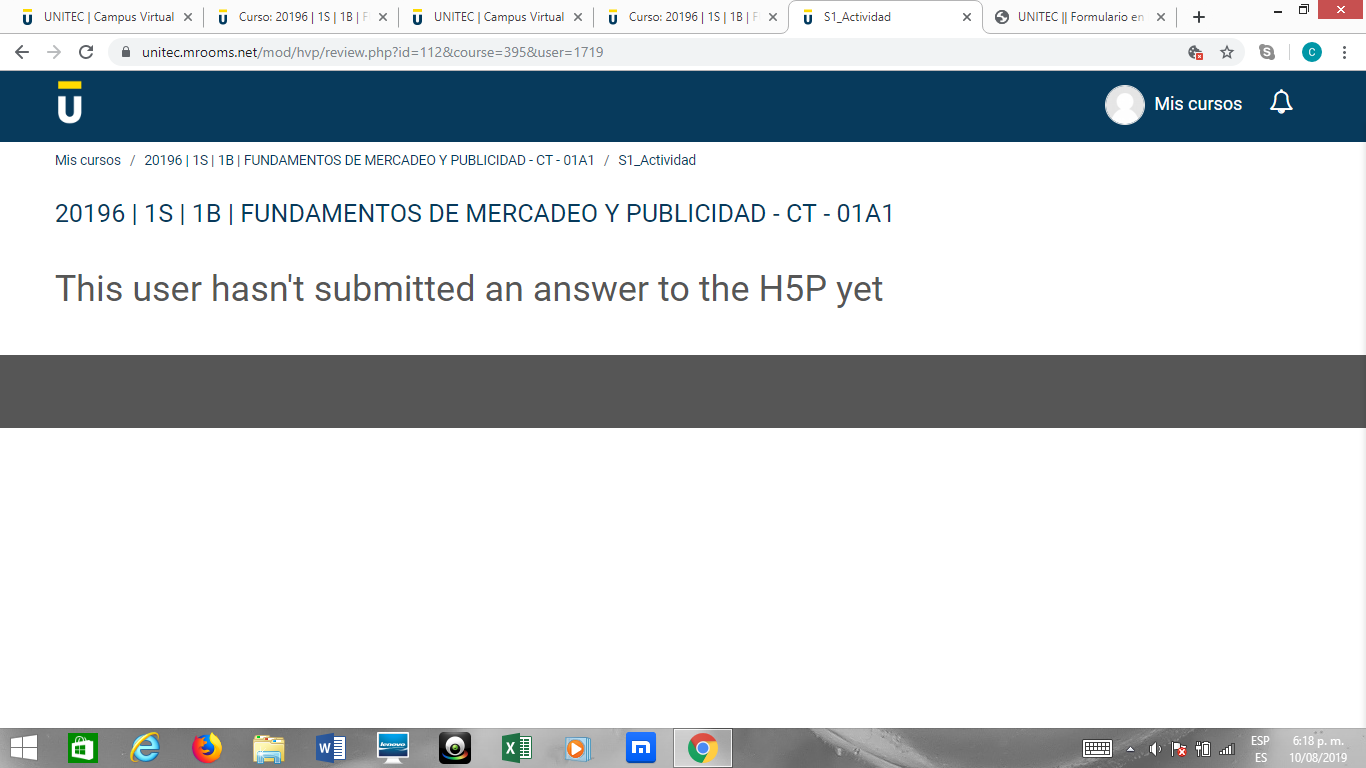 UNITEC | Campus Virtual
Curso: 20196 | 1S | 1B | F
UNITEC | Campus Virtual
Curso: 20196 | 1S | 1B | F
S1_Actividad
UNITEC || Formulario en
unitec.mrooms.net/mod/hvp/review.php?id=112&course=395&user=1719
C
Mis cursos
Mis cursos / 20196 | 1S | 1B | FUNDAMENTOS DE MERCADEO Y PUBLICIDAD - CT - 01A1 / S1_Actividad
20196 | 1S | 1B | FUNDAMENTOS DE MERCADEO Y PUBLICIDAD - CT - 01A1
This user hasn't submitted an answer to the H5P yet
lenovo
ESP
ES
6:18 p. m.
10/08/2019